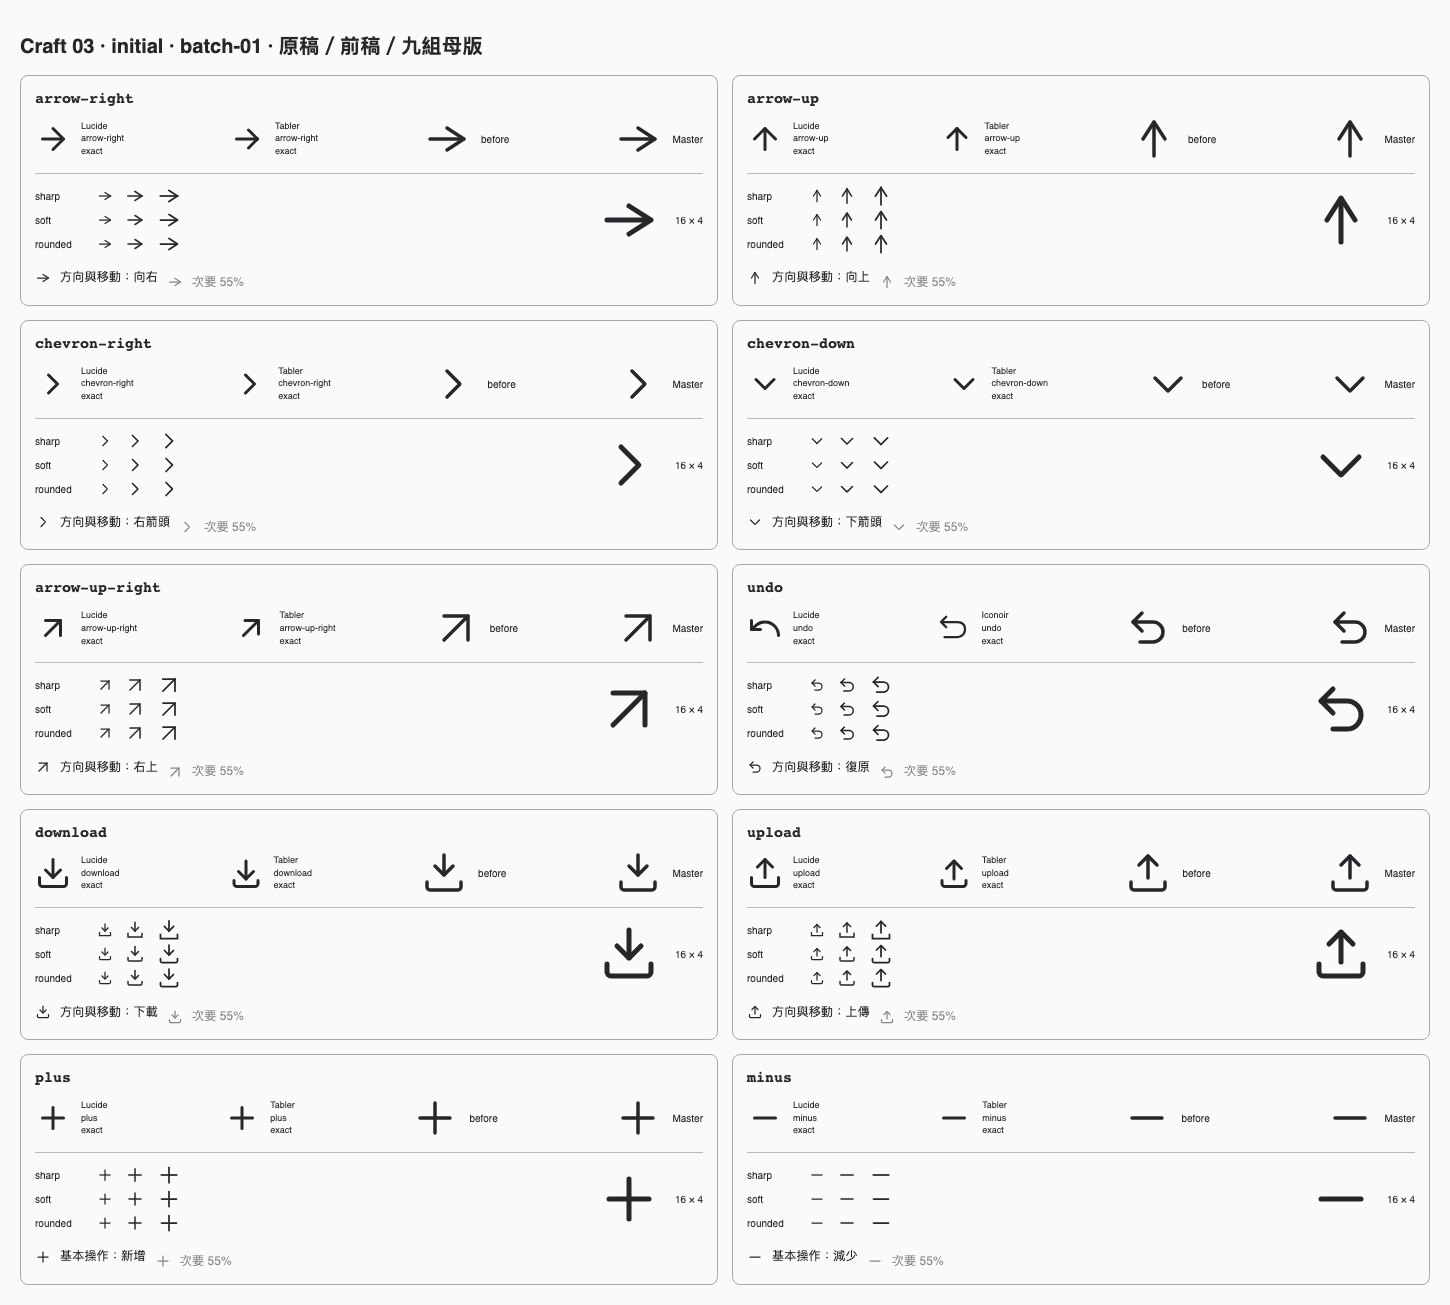 Craft 03 · initial · batch-01 · 原稿 / 前稿 / 九組母版
arrow-right
Lucide
arrow-right
exact
Tabler
arrow-right
exact
before
Master
sharp
soft
rounded
16 × 4
方向與移動：向右
次要 55%
arrow-up
Lucide
arrow-up
exact
Tabler
arrow-up
exact
before
Master
sharp
soft
rounded
16 × 4
方向與移動：向上
次要 55%
chevron-right
Lucide
chevron-right
exact
Tabler
chevron-right
exact
before
Master
sharp
soft
rounded
16 × 4
方向與移動：右箭頭
次要 55%
chevron-down
Lucide
chevron-down
exact
Tabler
chevron-down
exact
before
Master
sharp
soft
rounded
16 × 4
方向與移動：下箭頭
次要 55%
arrow-up-right
Lucide
arrow-up-right
exact
Tabler
arrow-up-right
exact
before
Master
sharp
soft
rounded
16 × 4
方向與移動：右上
次要 55%
undo
Lucide
undo
exact
Iconoir
undo
exact
before
Master
sharp
soft
rounded
16 × 4
方向與移動：復原
次要 55%
download
Lucide
download
exact
Tabler
download
exact
before
Master
sharp
soft
rounded
16 × 4
方向與移動：下載
次要 55%
upload
Lucide
upload
exact
Tabler
upload
exact
before
Master
sharp
soft
rounded
16 × 4
方向與移動：上傳
次要 55%
plus
Lucide
plus
exact
Tabler
plus
exact
before
Master
sharp
soft
rounded
16 × 4
基本操作：新增
次要 55%
minus
Lucide
minus
exact
Tabler
minus
exact
before
Master
sharp
soft
rounded
16 × 4
基本操作：減少
次要 55%